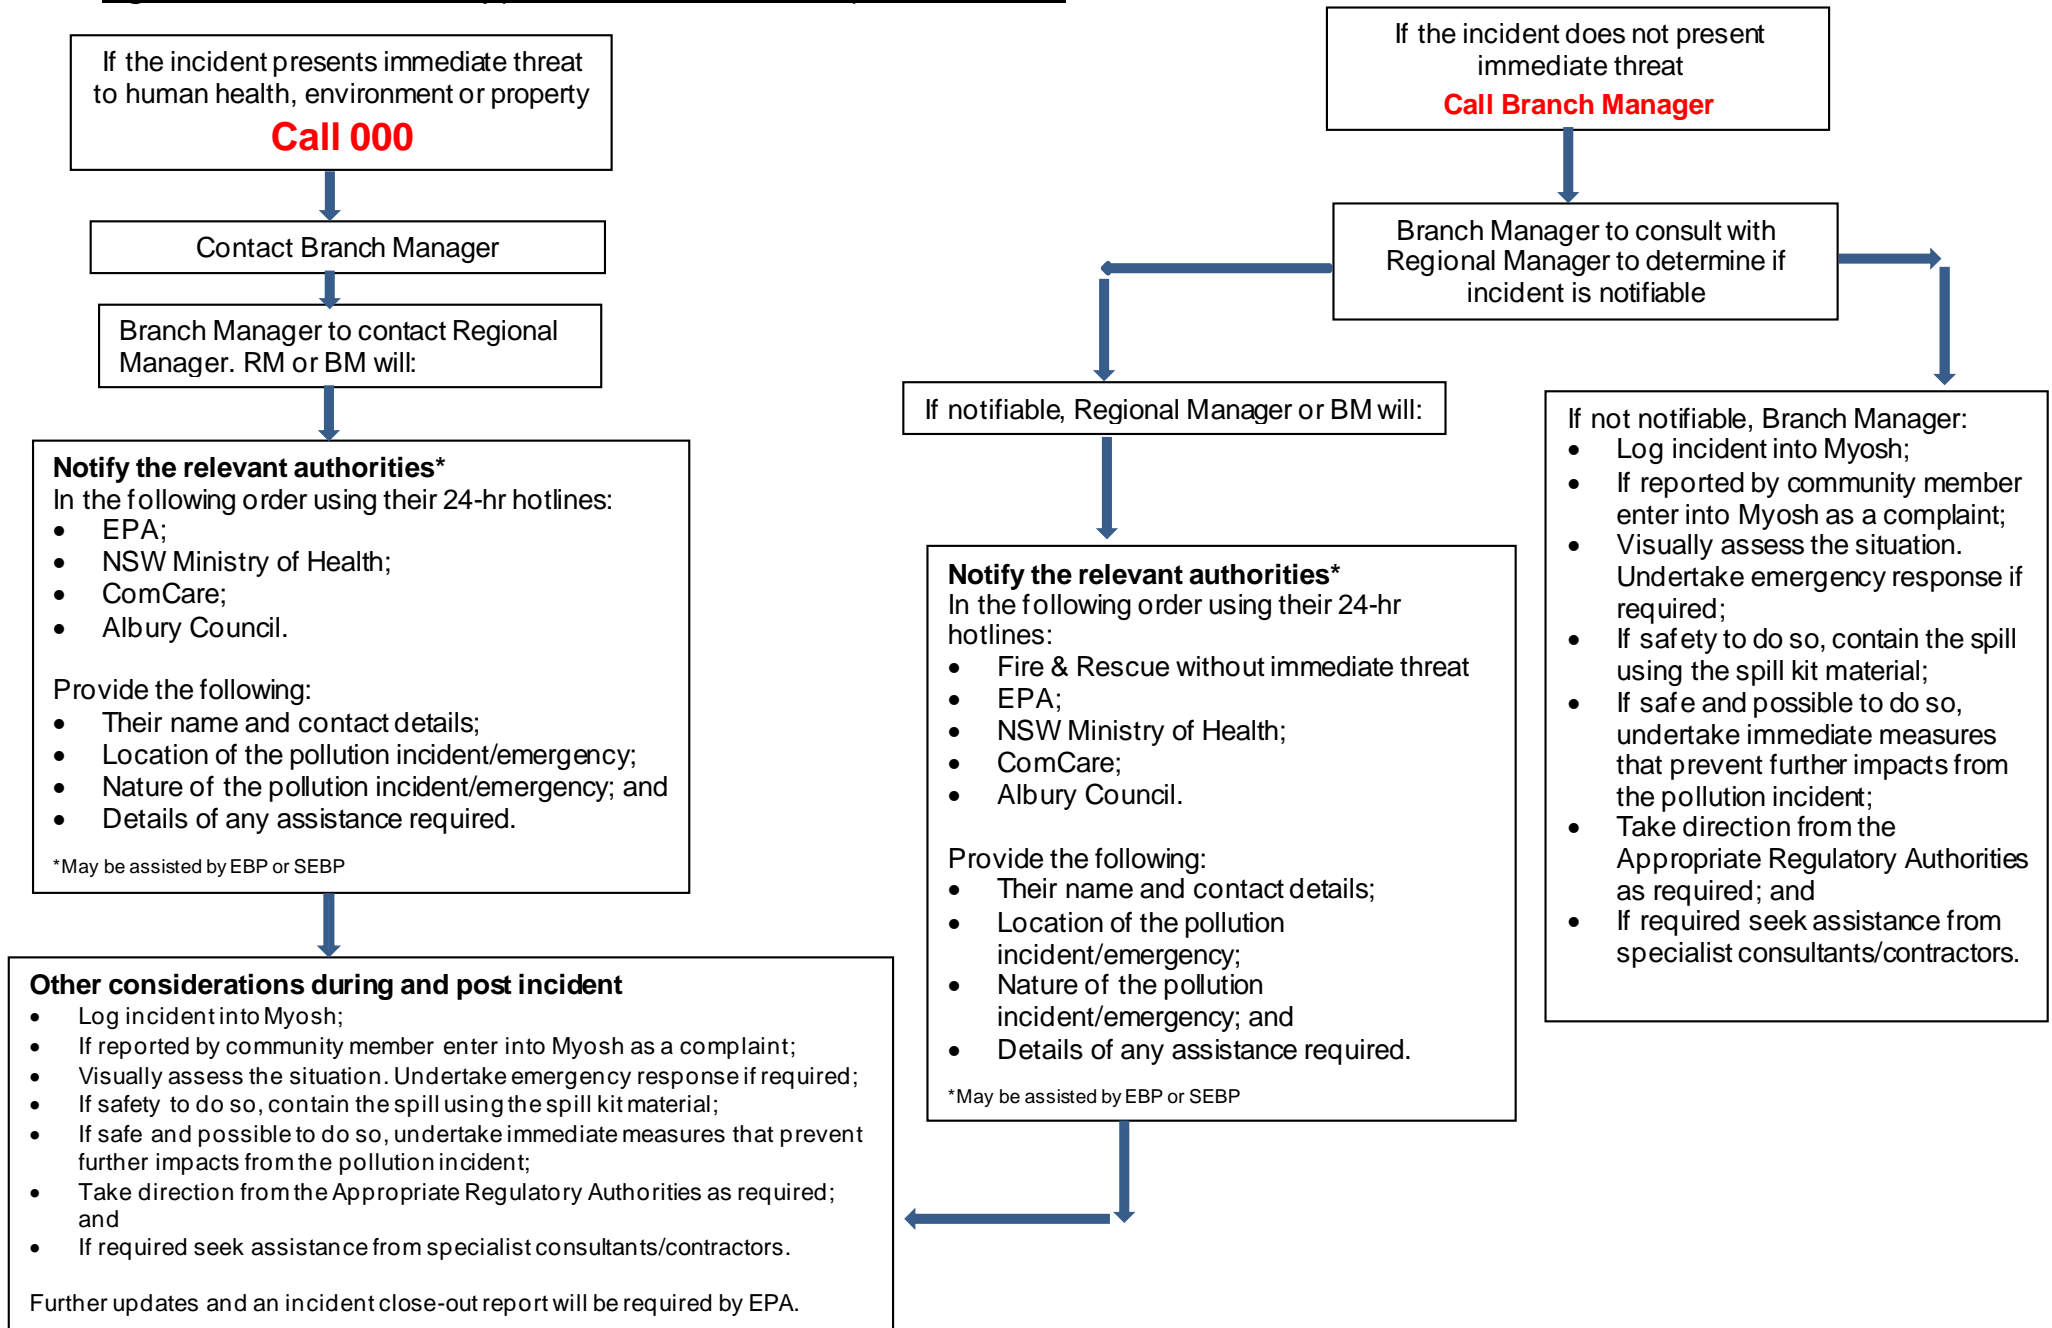 If the incident presents immediate threat
to human health, environment or property
Call 000
Contact Branch Manager
Branch Manager to contact Regional
Manager. RM or BM will:
Notify the relevant authorities*
In the following order using their 24-hr hotlines:
• EPA;
• NSW Ministry of Health;
• ComCare;
• Albury Council.
Provide the following:
• Their name and contact details;
• Location of the pollution incident/emergency;
• Nature of the pollution incident/emergency; and
• Details of any assistance required.
*May be assisted by EBP or SEBP
Other considerations during and post incident
• Log incident into Myosh;
• If reported by community member enter into Myosh as a complaint;
• Visually assess the situation. Undertake emergency response if required;
• If safety to do so, contain the spill using the spill kit material;
• If safe and possible to do so, undertake immediate measures that prevent
further impacts from the pollution incident;
• Take direction from the Appropriate Regulatory Authorities as required;
and
• If required seek assistance from specialist consultants/contractors.
Further updates and an incident close-out report will be required by EPA.
If the incident does not present
immediate threat
Call Branch Manager
Branch Manager to consult with
Regional Manager to determine if
incident is notifiable
If notifiable, Regional Manager or BM will:
Notify the relevant authorities*
In the following order using their 24-hr
hotlines:
• Fire & Rescue without immediate threat
• EPA;
• NSW Ministry of Health;
• ComCare;
• Albury Council.
Provide the following:
• Their name and contact details;
• Location of the pollution
incident/emergency;
• Nature of the pollution
incident/emergency; and
• Details of any assistance required.
*May be assisted by EBP or SEBP
If not notifiable, Branch Manager:
• Log incident into Myosh;
• If reported by community member
enter into Myosh as a complaint;
• Visually assess the situation.
Undertake emergency response if
required;
• If safety to do so, contain the spill
using the spill kit material;
• If safe and possible to do so,
undertake immediate measures
that prevent further impacts from
the pollution incident;
• Take direction from the
Appropriate Regulatory Authorities
as required; and
• If required seek assistance from
specialist consultants/contractors.